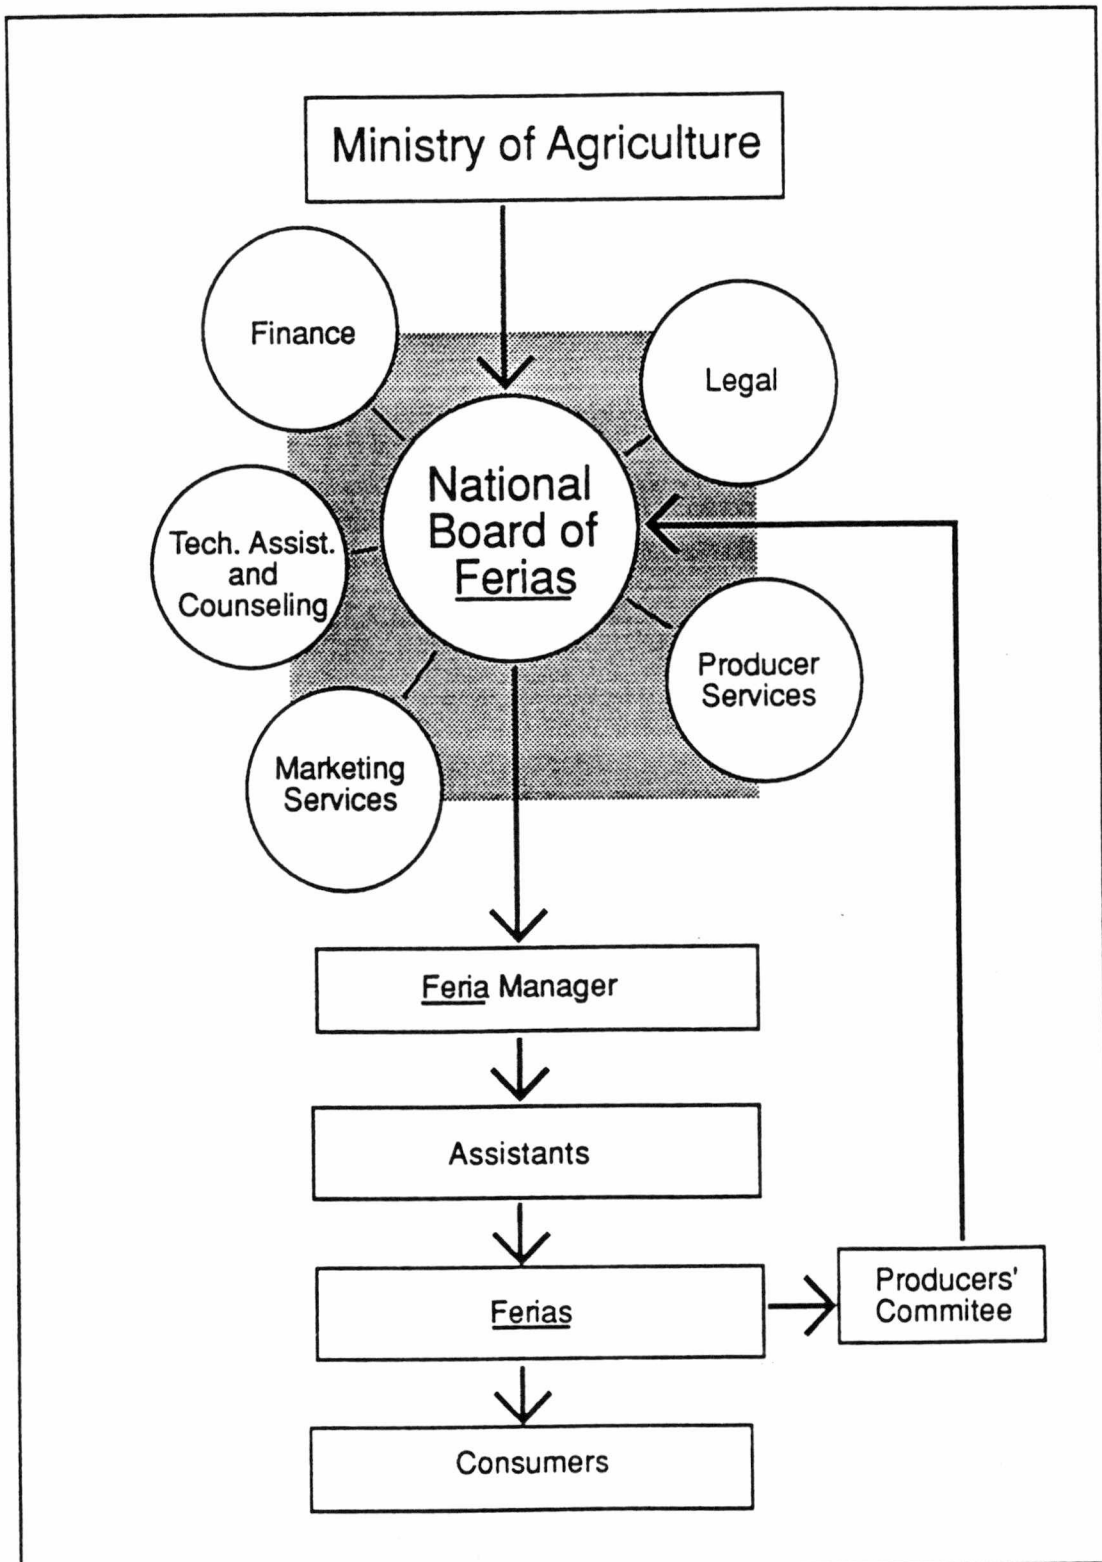 Ministry of Agriculture
Finance
Legal
National
Board of
Ferias
Tech. Assist.
and
Counseling
Producer
Services
Marketing
Services
Feria Manager
Assistants
Ferias
Producers'
Commitee
Consumers